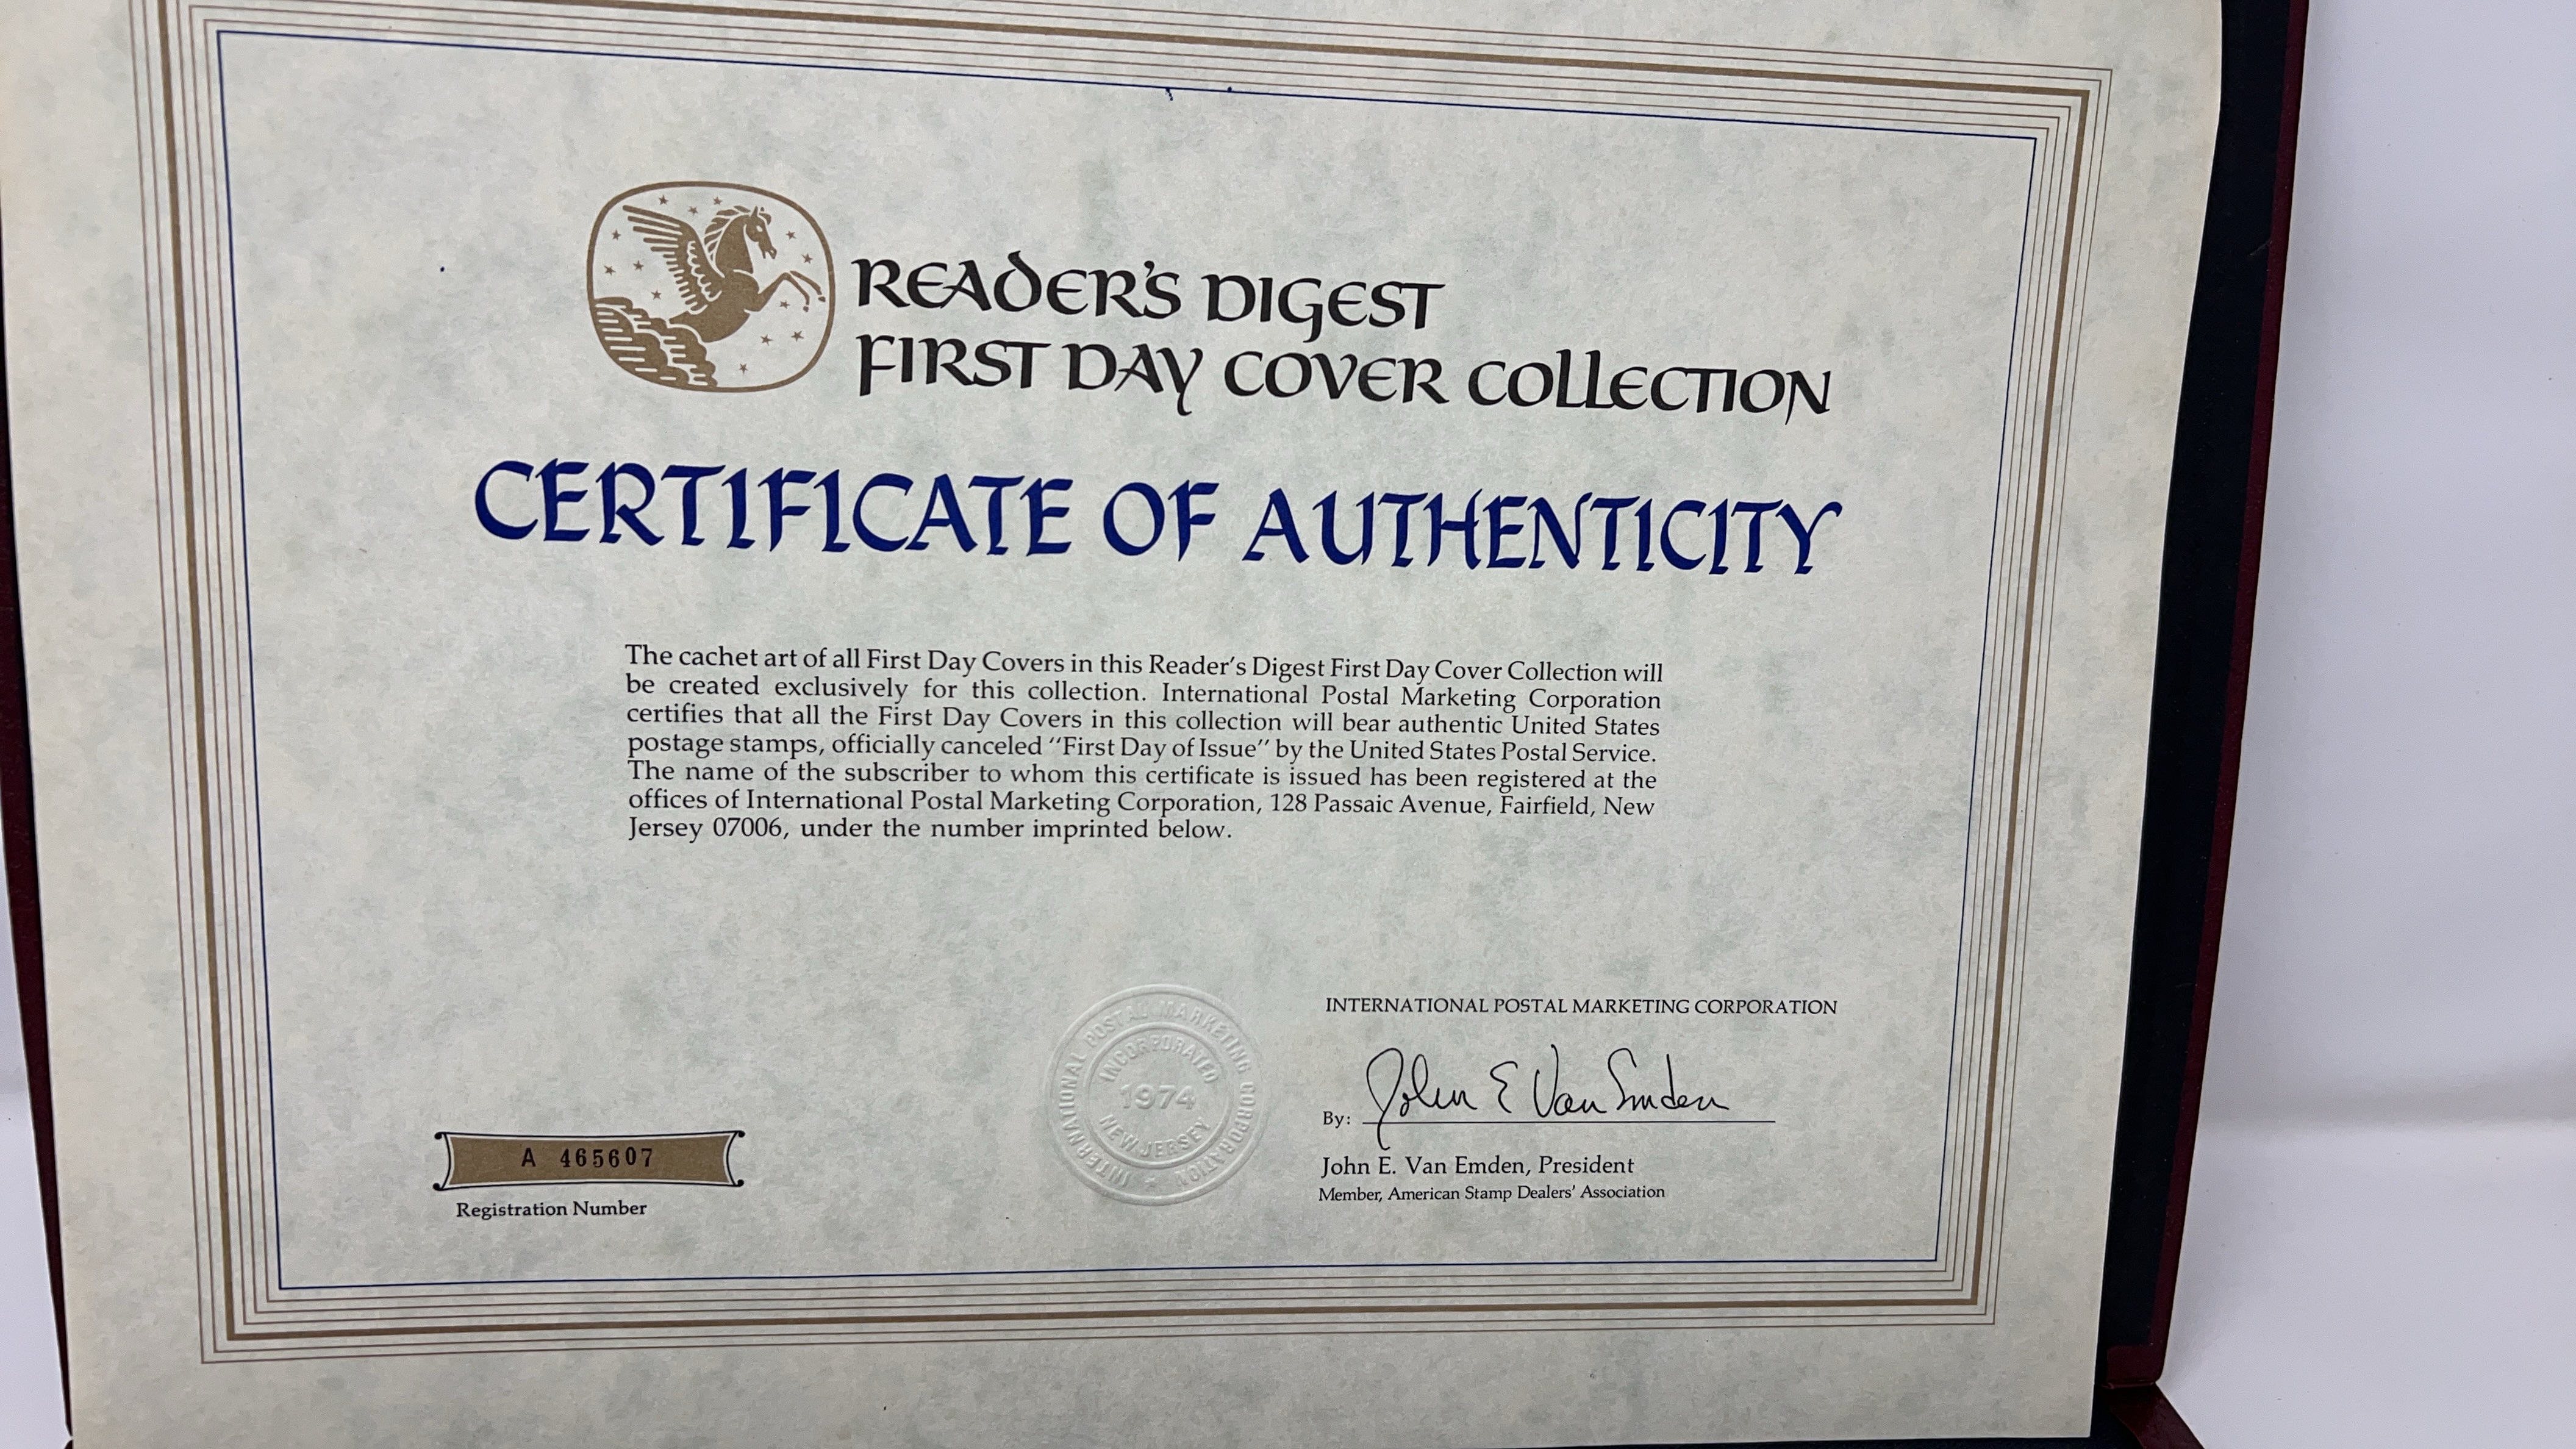 READER'S DIGEST
FIRST DAY COVER COLLECTION
CERTIFICATE OF AUTHENTICITY
The cachet art of all First Day Covers in this Reader's Digest First Day Cover Collection will
be created exclusively for this collection. International Postal Marketing Corporation
certifies that all the First Day Covers in this collection will bear authentic United States
postage stamps, officially canceled "First Day of Issue" by the United States Postal Service.
The name of the subscriber to whom this certificate is issued has been registered at the
offices of International Postal Marketing Corporation, 128 Passaic Avenue, Fairfield, New
Jersey 07006, under the number imprinted below.
A 465607
Registration Number
INTERNATIONAL POSTAL MARKETING CORPORATION
INCORPORATED
1974
NEW JERSEY
INTERNATIONAL POSTAL MARKETING CORPORATION
By: John E Van Emden
John E. Van Emden, President
Member, American Stamp Dealers' Association